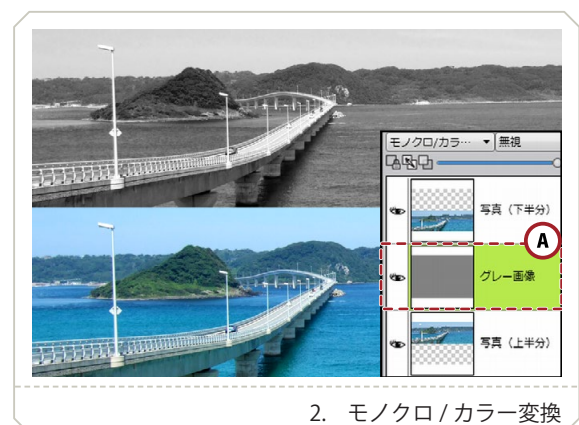 モノクロ/カラ… ▼ 無視
写真（下半分）
A
グレー画像
写真（上半分）
2. モノクロ / カラー変換